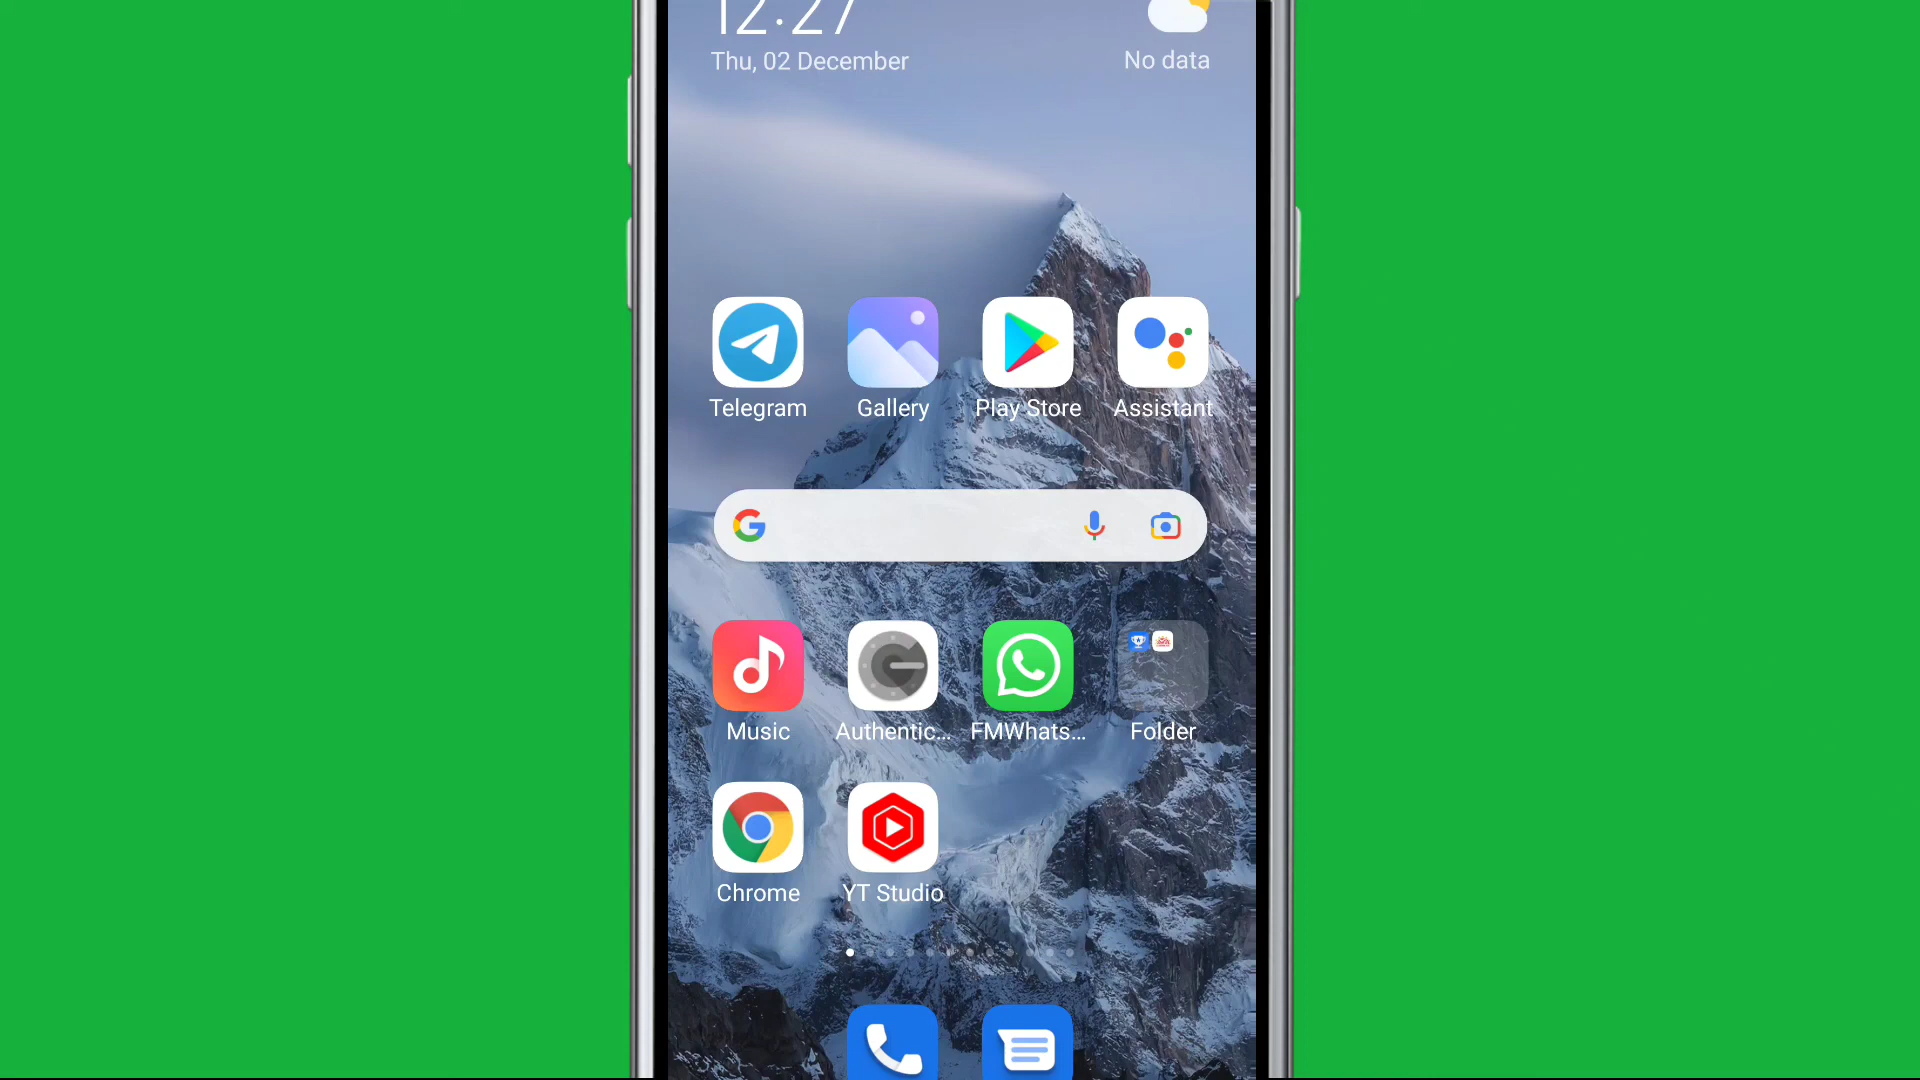 12:27
Thu, 02 December
No data
Telegram
Gallery
Play Store
Assistant
Music
Authentic...
FMWhats...
Folder
Chrome
YT Studio